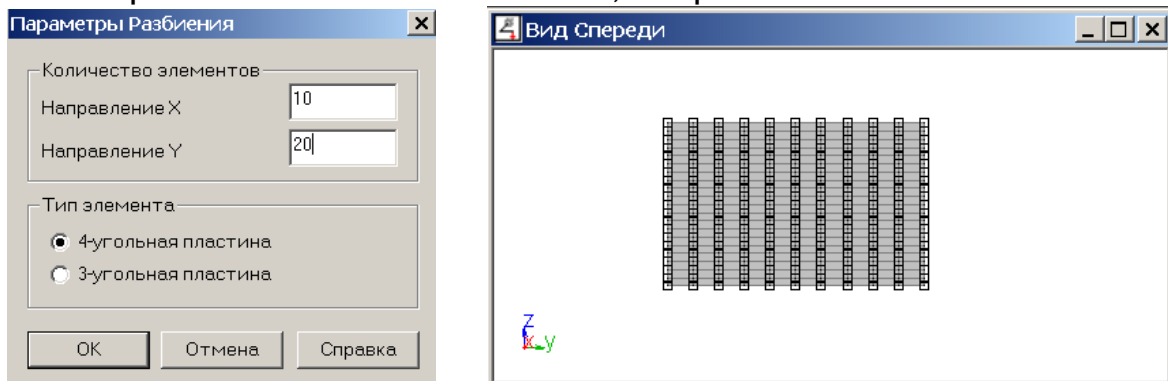 Параметры Разбиения
Количество элементов
Направление X
10
Направление Y
20
Тип элемента
4-угольная пластина
3-угольная пластина
ОК
Отмена
Справка
Вид Спереди
Z
X
y